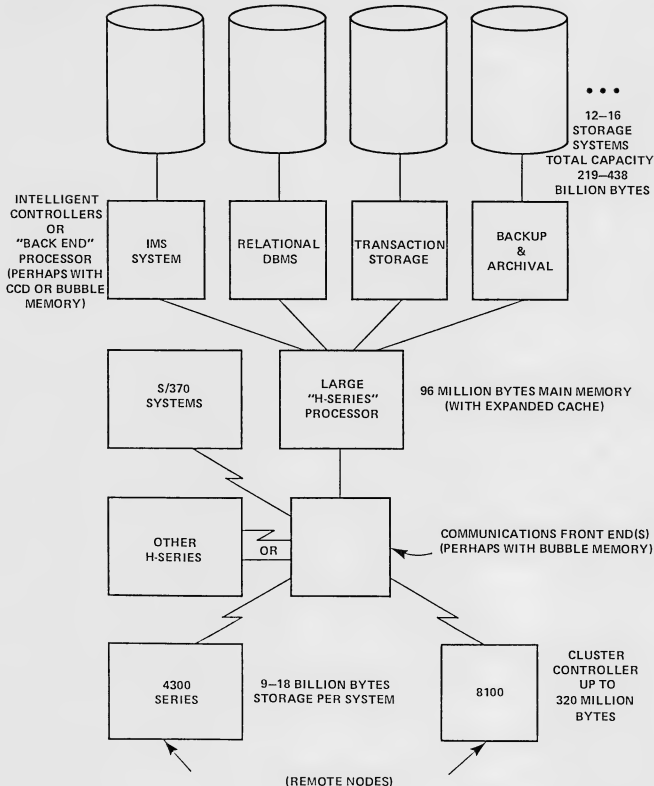 • • •
12–16
STORAGE
SYSTEMS
TOTAL CAPACITY
219–438
BILLION BYTES
INTELLIGENT
CONTROLLERS
OR
"BACK END"
PROCESSOR
(PERHAPS WITH
CCD OR BUBBLE
MEMORY)
IMS
SYSTEM
RELATIONAL
DBMS
TRANSACTION
STORAGE
BACKUP
&
ARCHIVAL
S/370
SYSTEMS
LARGE
"H-SERIES"
PROCESSOR
96 MILLION BYTES MAIN MEMORY
(WITH EXPANDED CACHE)
OTHER
H-SERIES
OR
COMMUNICATIONS FRONT END(S)
(PERHAPS WITH BUBBLE MEMORY)
4300
SERIES
9–18 BILLION BYTES
STORAGE PER SYSTEM
8100
CLUSTER
CONTROLLER
UP TO
320 MILLION
BYTES
(REMOTE NODES)